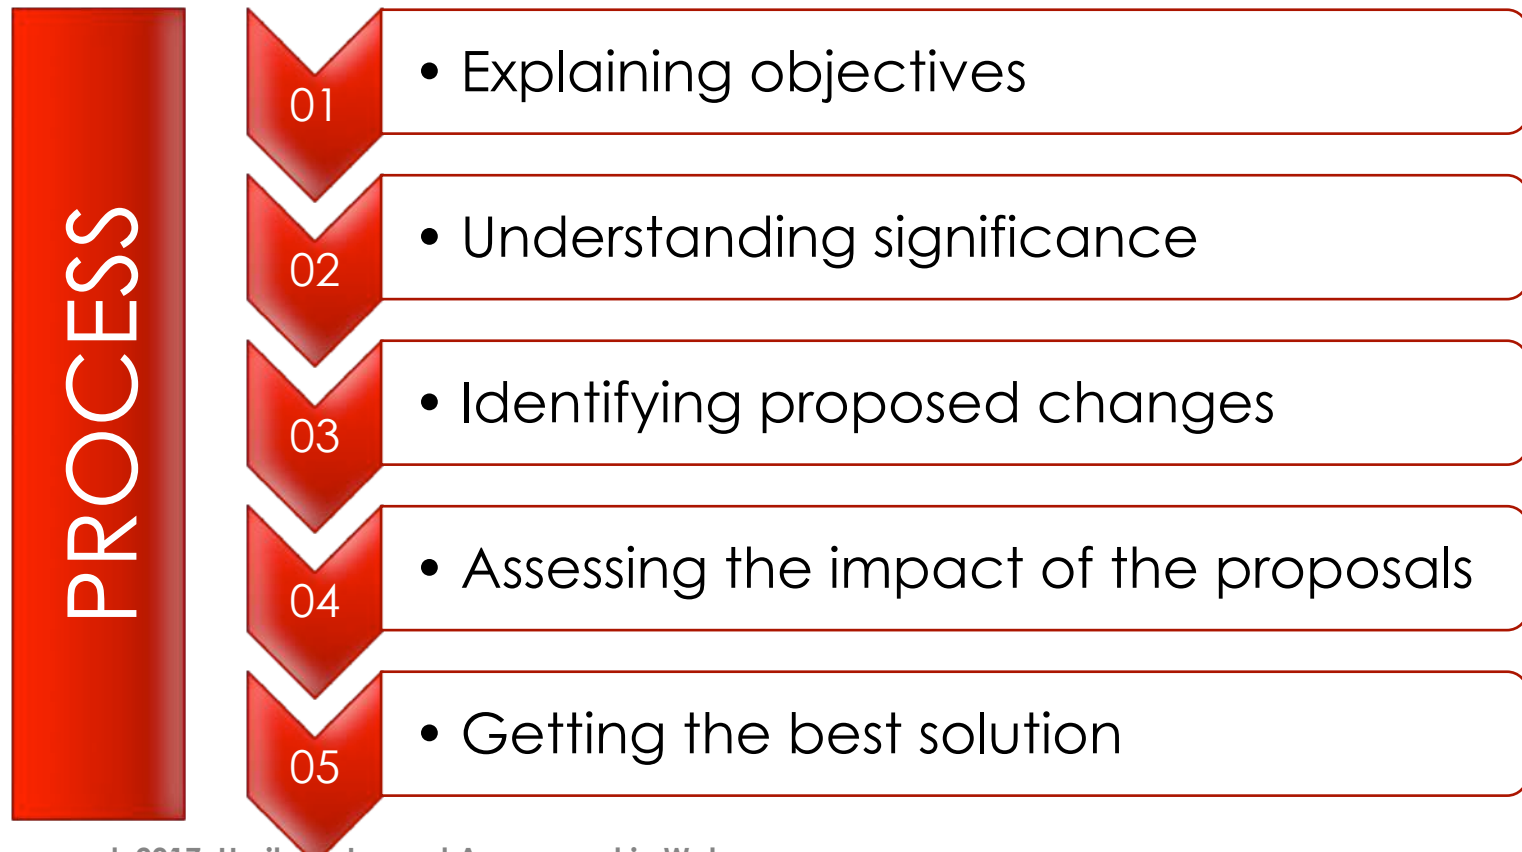 PROCESS
01
• Explaining objectives
02
• Understanding significance
03
• Identifying proposed changes
04
• Assessing the impact of the proposals
05
• Getting the best solution
2017